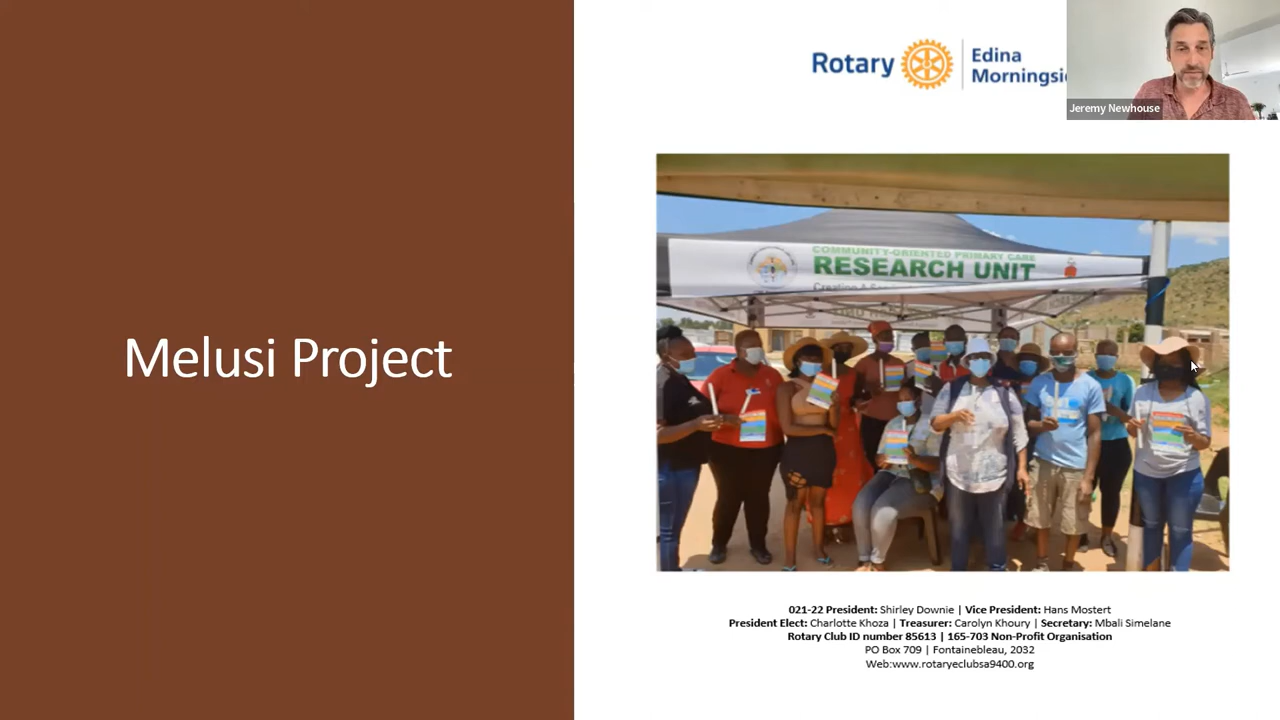 Melusi Project
Rotary
Edina
Jeremy Newhouse
COMMUNITY-ORIENTED PRIMARY CARE
RESEARCH UNIT
021-22 President: Shirley Downie | Vice President: Hans Mostert
President Elect: Charlotte Khoza | Treasurer: Carolyn Khoury | Secretary: Mbali Simelane
Rotary Club ID number 85613 | 165-703 Non-Profit Organisation
PO Box 709 | Fontainebleau, 2032
Web:www.rotaryeclubsa9400.org